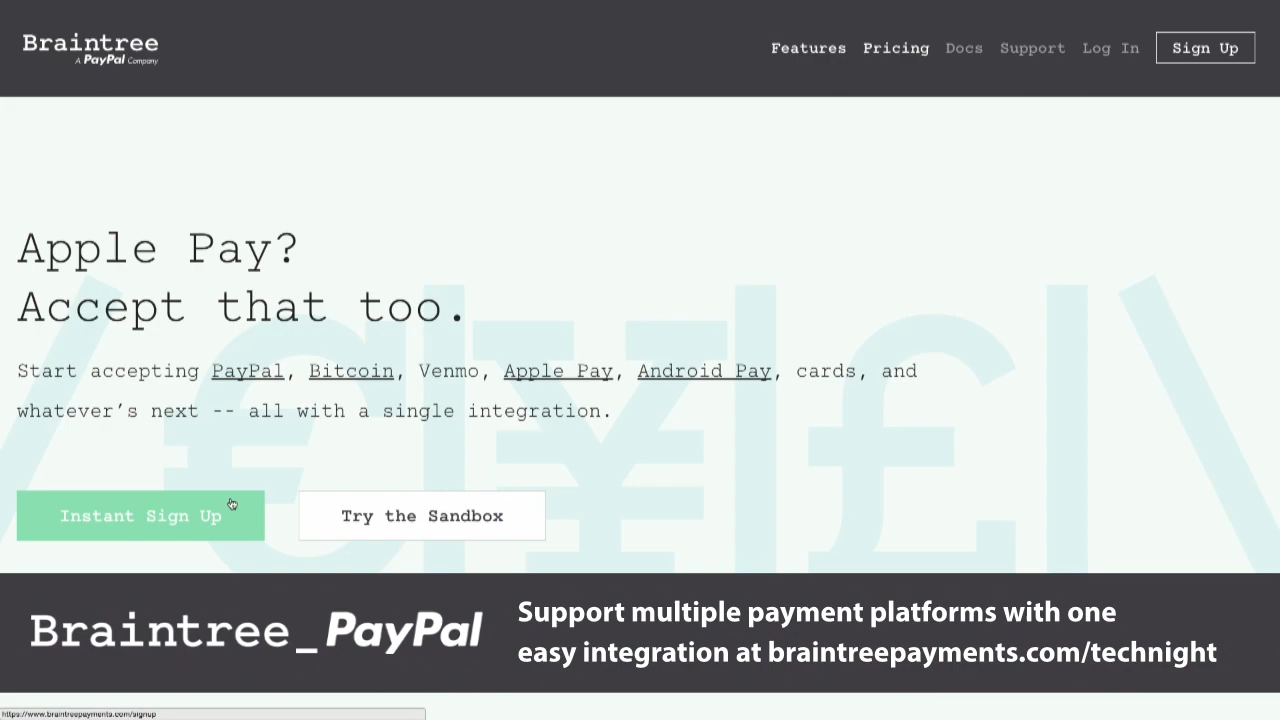 Braintree
A PayPal Company
Features Pricing Docs Support Log In Sign Up
Apple Pay?
Accept that too.
Start accepting PayPal, Bitcoin, Venmo, Apple Pay, Android Pay, cards, and
whatever’s next -- all with a single integration.
Instant Sign Up Try the Sandbox
Braintree_PayPal
Support multiple payment platforms with one
easy integration at braintreepayments.com/technight
https://www.braintreepayments.com/signup